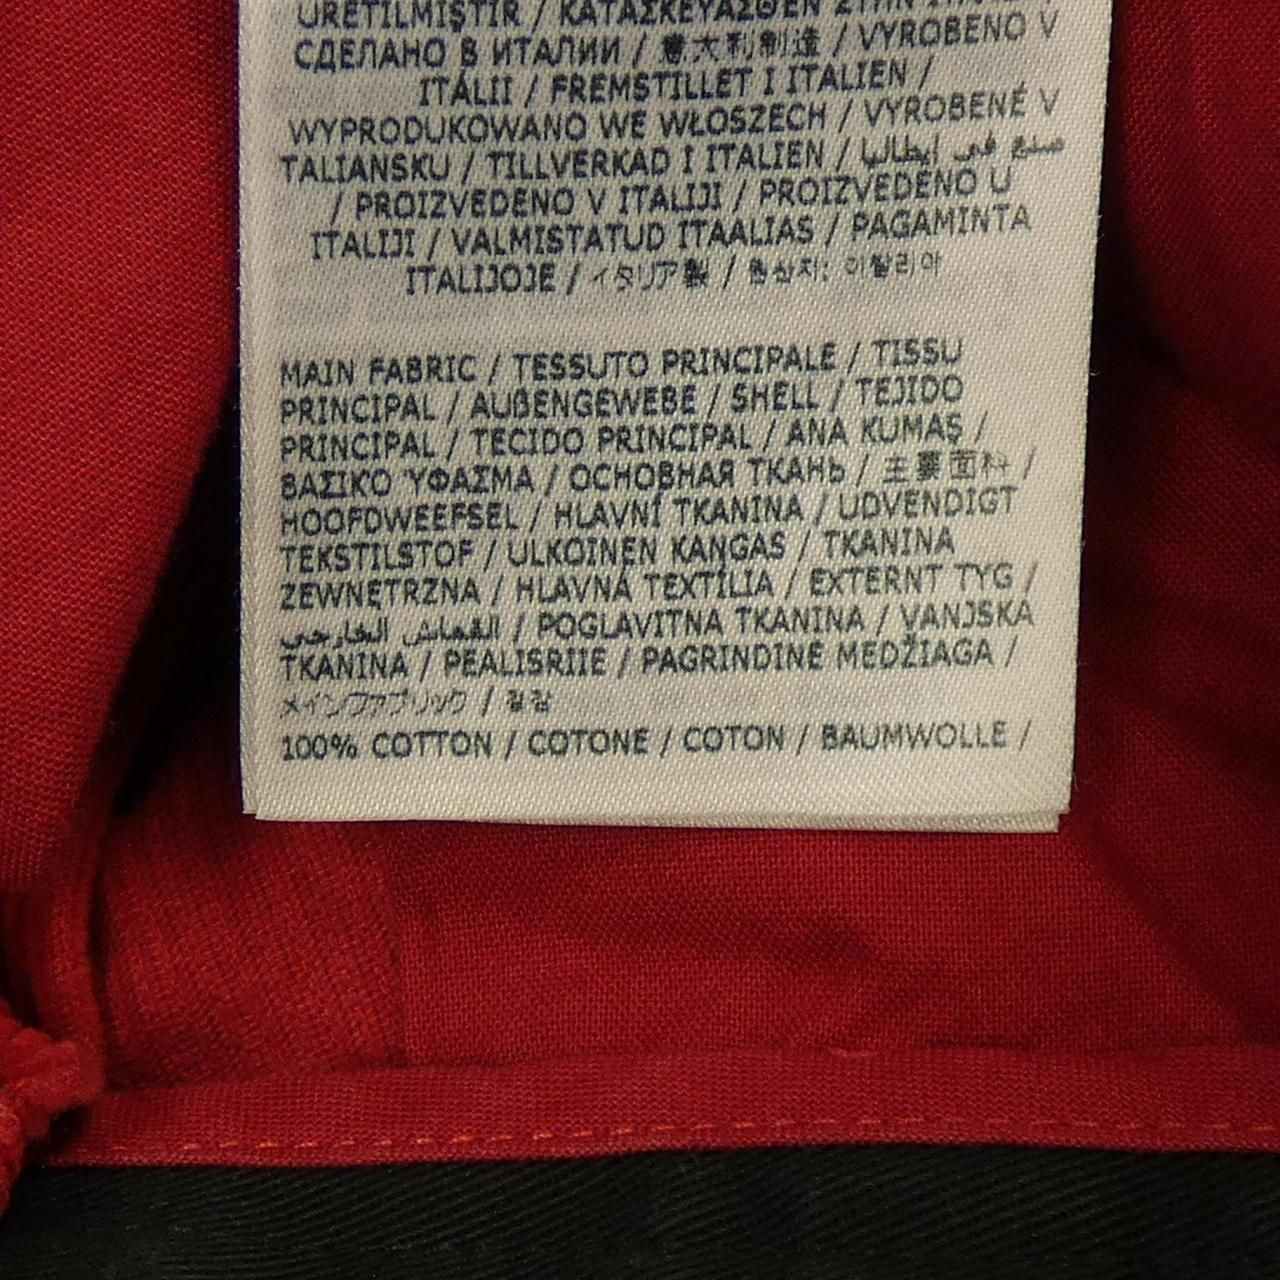 ÜRETİLMİŞTİR / ΚΑΤΑΣΚΕΥΑΣΘΕΝ ΣΤΗΝ
СДЕЛАНО В ИТАЛИИ / 意大利制造 / VYROBENO V
ITÁLII / FREMSTILLET I ITALIEN /
WYPRODUKOWANO WE WŁOSZECH / VYROBENÉ V
TALIANSKU / TILLVERKAD I ITALIEN / صنع في إيطاليا
/ PROIZVEDENO V ITALIJI / PROIZVEDENO U
ITALIJI / VALMISTATUD ITAALIAS / PAGAMINTA
ITALIJOJE / イタリア製 / 원산지: 이탈리아
MAIN FABRIC / TESSUTO PRINCIPALE / TISSU
PRINCIPAL / AUßENGEWEBE / SHELL / TEJIDO
PRINCIPAL / TECIDO PRINCIPAL / ANA KUMAŞ /
ΒΑΣΙΚΟ ΎΦΑΣΜΑ / ОСНОВНАЯ ТКАНЬ / 主要面料 /
HOOFDWEEFSEL / HLAVNÍ TKANINA / UDVENDIGT
TEKSTILSTOF / ULKOINEN KANGAS / TKANINA
ZEWNĘTRZNA / HLAVNÁ TEXTÍLIA / EXTERNT TYG /
القماش الخارجي / POGLAVITNA TKANINA / VANJSKA
TKANINA / PEALISRIIE / PAGRINDINĖ MEDŽIAGA /
メインファブリック / 겉감
100% COTTON / COTONE / COTON / BAUMWOLLE /